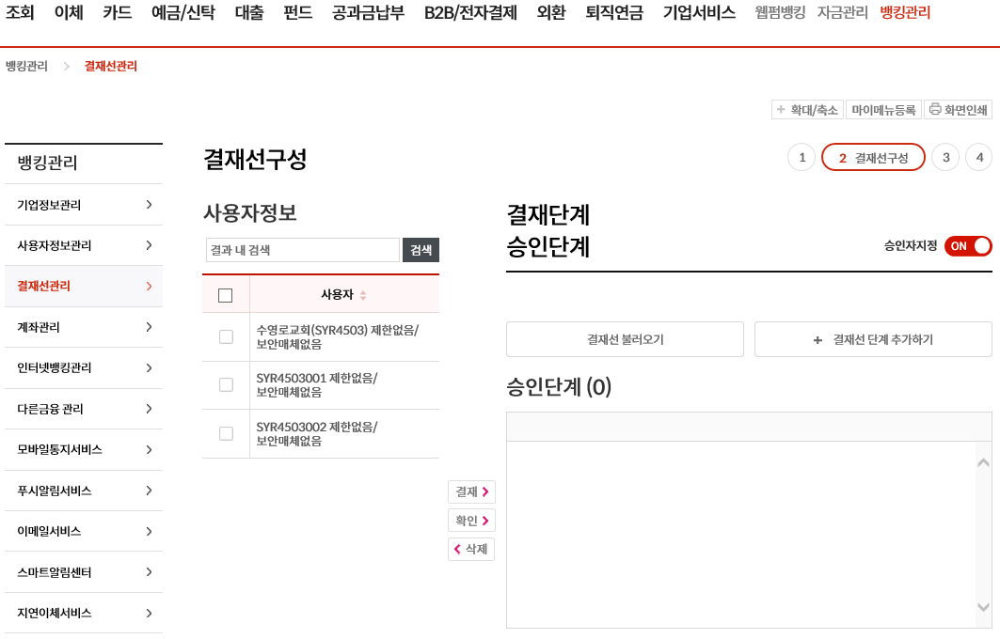 조회 이체 카드 예금/신탁 대출 펀드 공과금납부 B2B/전자결제 외환 퇴직연금 기업서비스 웹펌뱅킹 자금관리 뱅킹관리
뱅킹관리 > 결재선관리
+ 확대/축소 마이메뉴등록 화면인쇄
뱅킹관리
기업정보관리
사용자정보관리
결재선관리
계좌관리
인터넷뱅킹관리
다른금융 관리
모바일통지서비스
푸시알림서비스
이메일서비스
스마트알림센터
지연이체서비스
결재선구성
1 2 결재선구성 3 4
사용자정보
결과 내 검색 검색
사용자
수영로교회(SYR4503) 제한없음/
보안매체없음
SYR4503001 제한없음/
보안매체없음
SYR4503002 제한없음/
보안매체없음
결재
확인
삭제
결재단계
승인단계
승인자지정 ON
결재선 불러오기
+ 결재선 단계 추가하기
승인단계 (0)